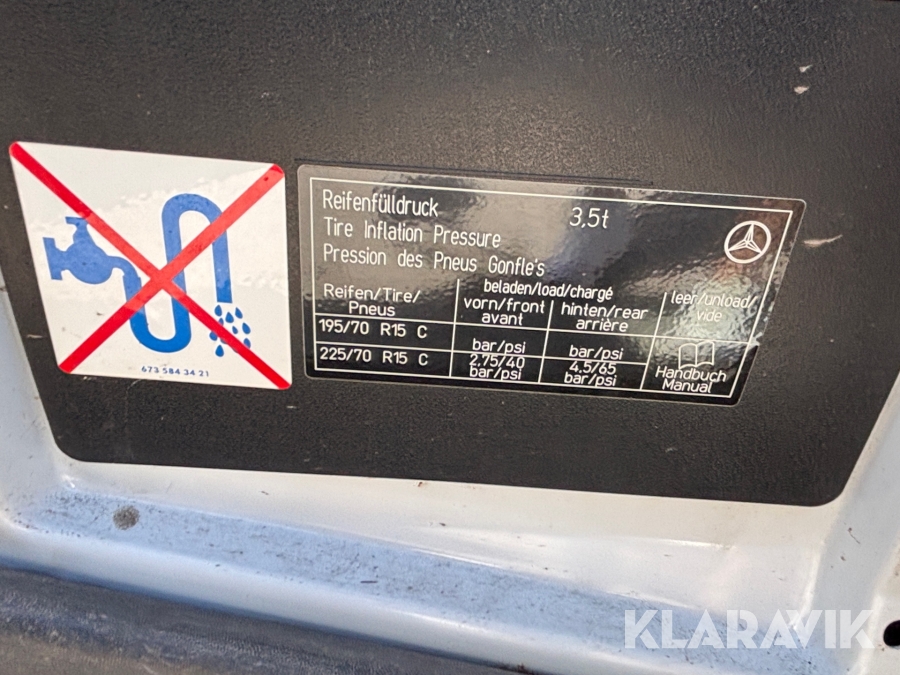 Reifenfülldruck 3,5t
Tire Inflation Pressure
Pression des Pneus Gonfle's
beladen/load/chargé
Reifen/Tire/
Pneus
vorn/front
avant
hinten/rear
arrière
leer/unload/
vide
195/70 R15 C
bar/psi
bar/psi
225/70 R15 C
2,75/40
bar/psi
4,5/65
bar/psi
Handbuch
Manual
673 584 34 21
KLARAVIK